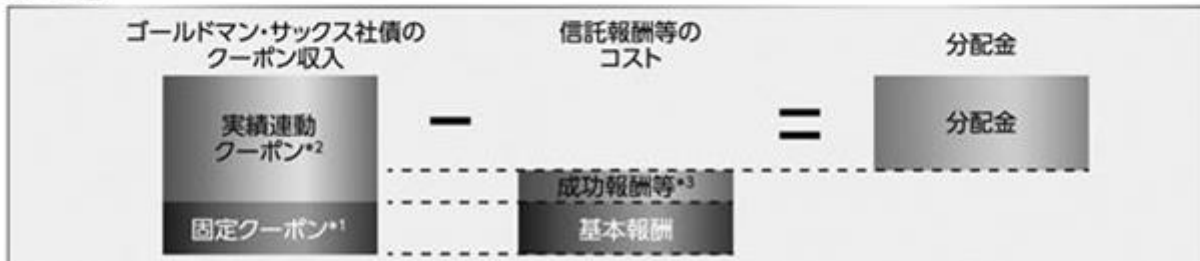 ゴールドマン・サックス社債の
クーポン収入
信託報酬等の
コスト
分配金
実績連動
クーポン*2
固定クーポン*1
−
成功報酬等*3
基本報酬
=
分配金